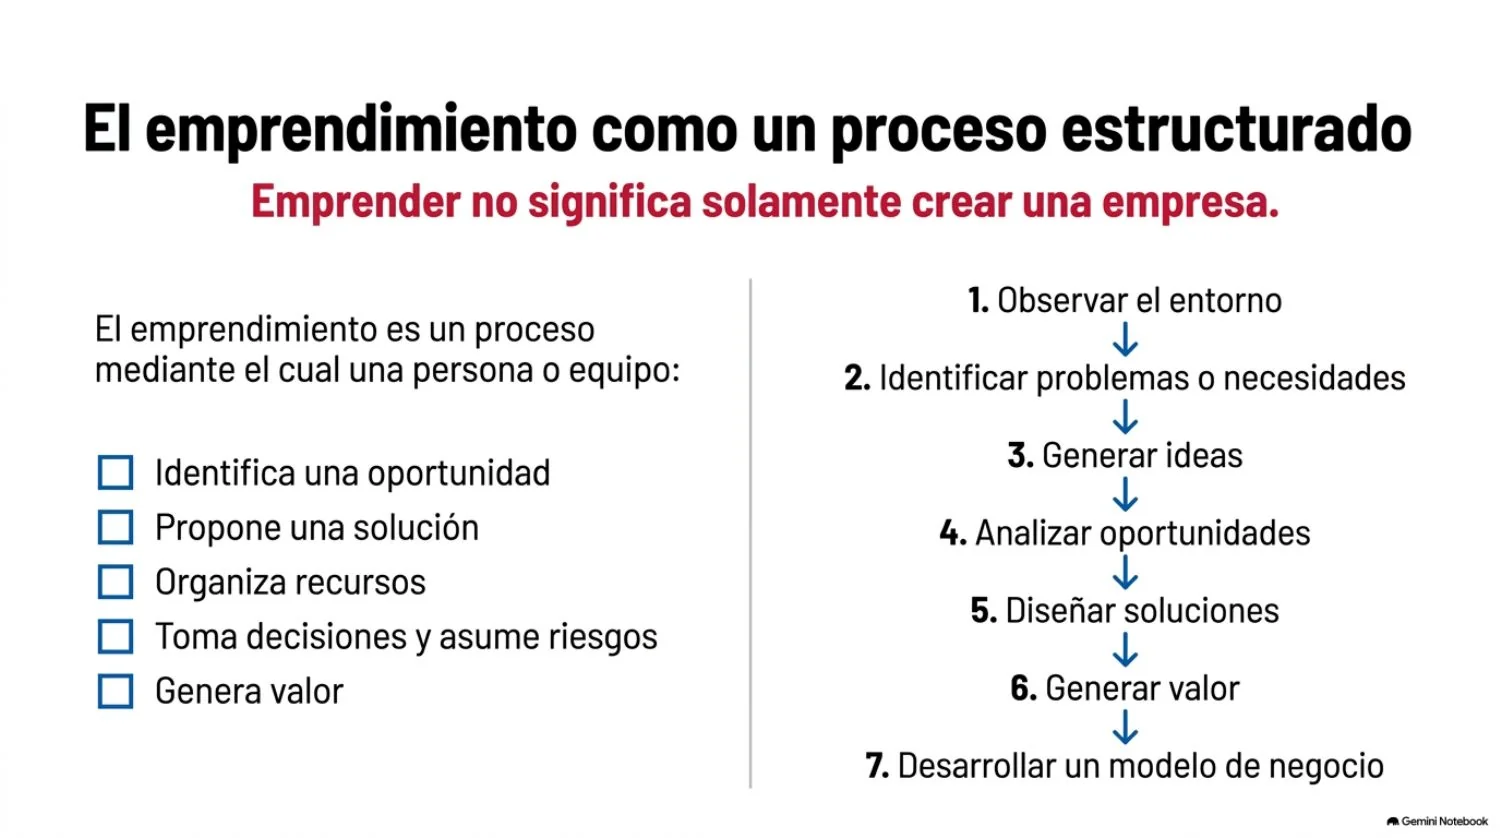 El emprendimiento como un proceso estructurado
Emprender no significa solamente crear una empresa.
El emprendimiento es un proceso
mediante el cual una persona o equipo:
Identifica una oportunidad
Propone una solución
Organiza recursos
Toma decisiones y asume riesgos
Genera valor
1. Observar el entorno
2. Identificar problemas o necesidades
3. Generar ideas
4. Analizar oportunidades
5. Diseñar soluciones
6. Generar valor
7. Desarrollar un modelo de negocio
Gemini Notebook